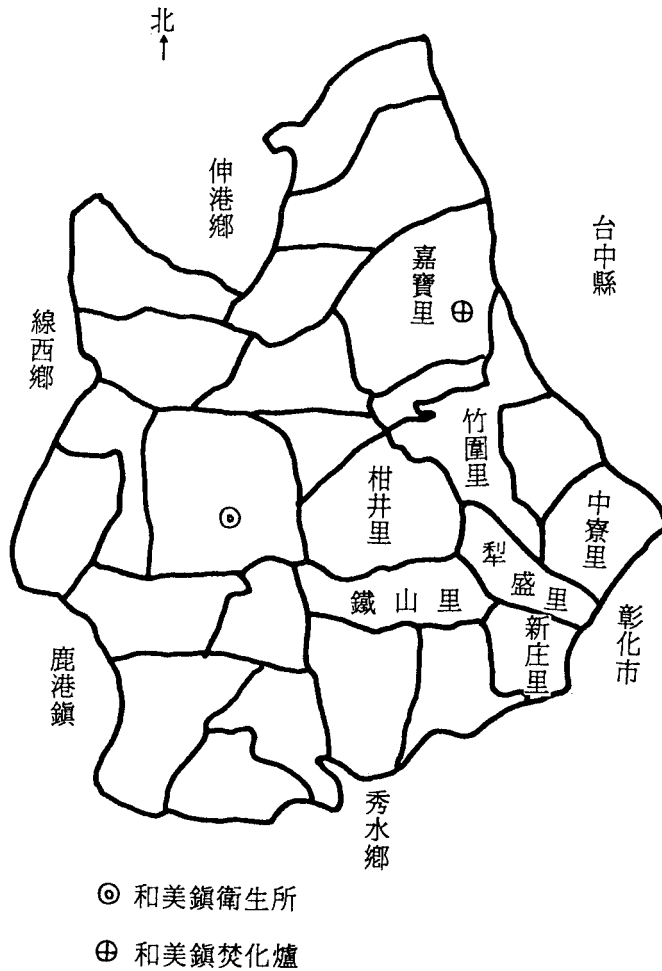 北
伸港鄉
台中縣
嘉寶里
線西鄉
竹圍里
柑井里
中寮里
犁盛里
鐵山里
新庄里
彰化市
鹿港鎮
秀水鄉
和美鎮衛生所
和美鎮焚化爐